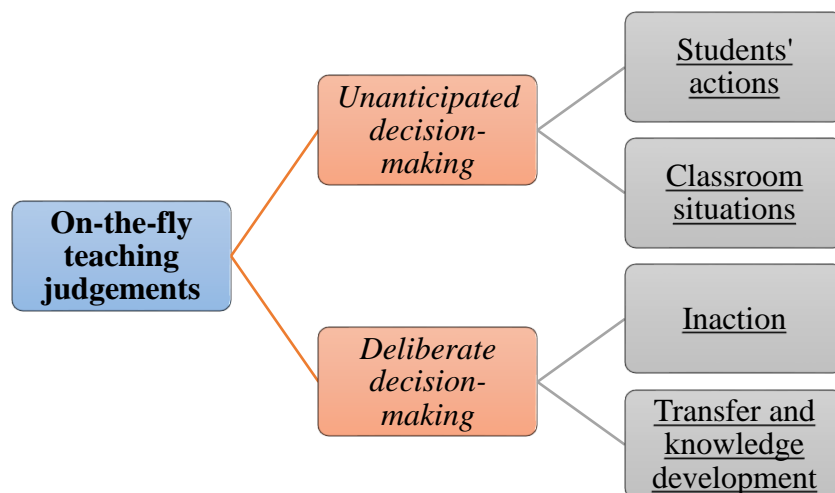 On-the-fly
teaching
judgements
Unanticipated
decision-
making
Students'
actions
Classroom
situations
Deliberate
decision-
making
Inaction
Transfer and
knowledge
development